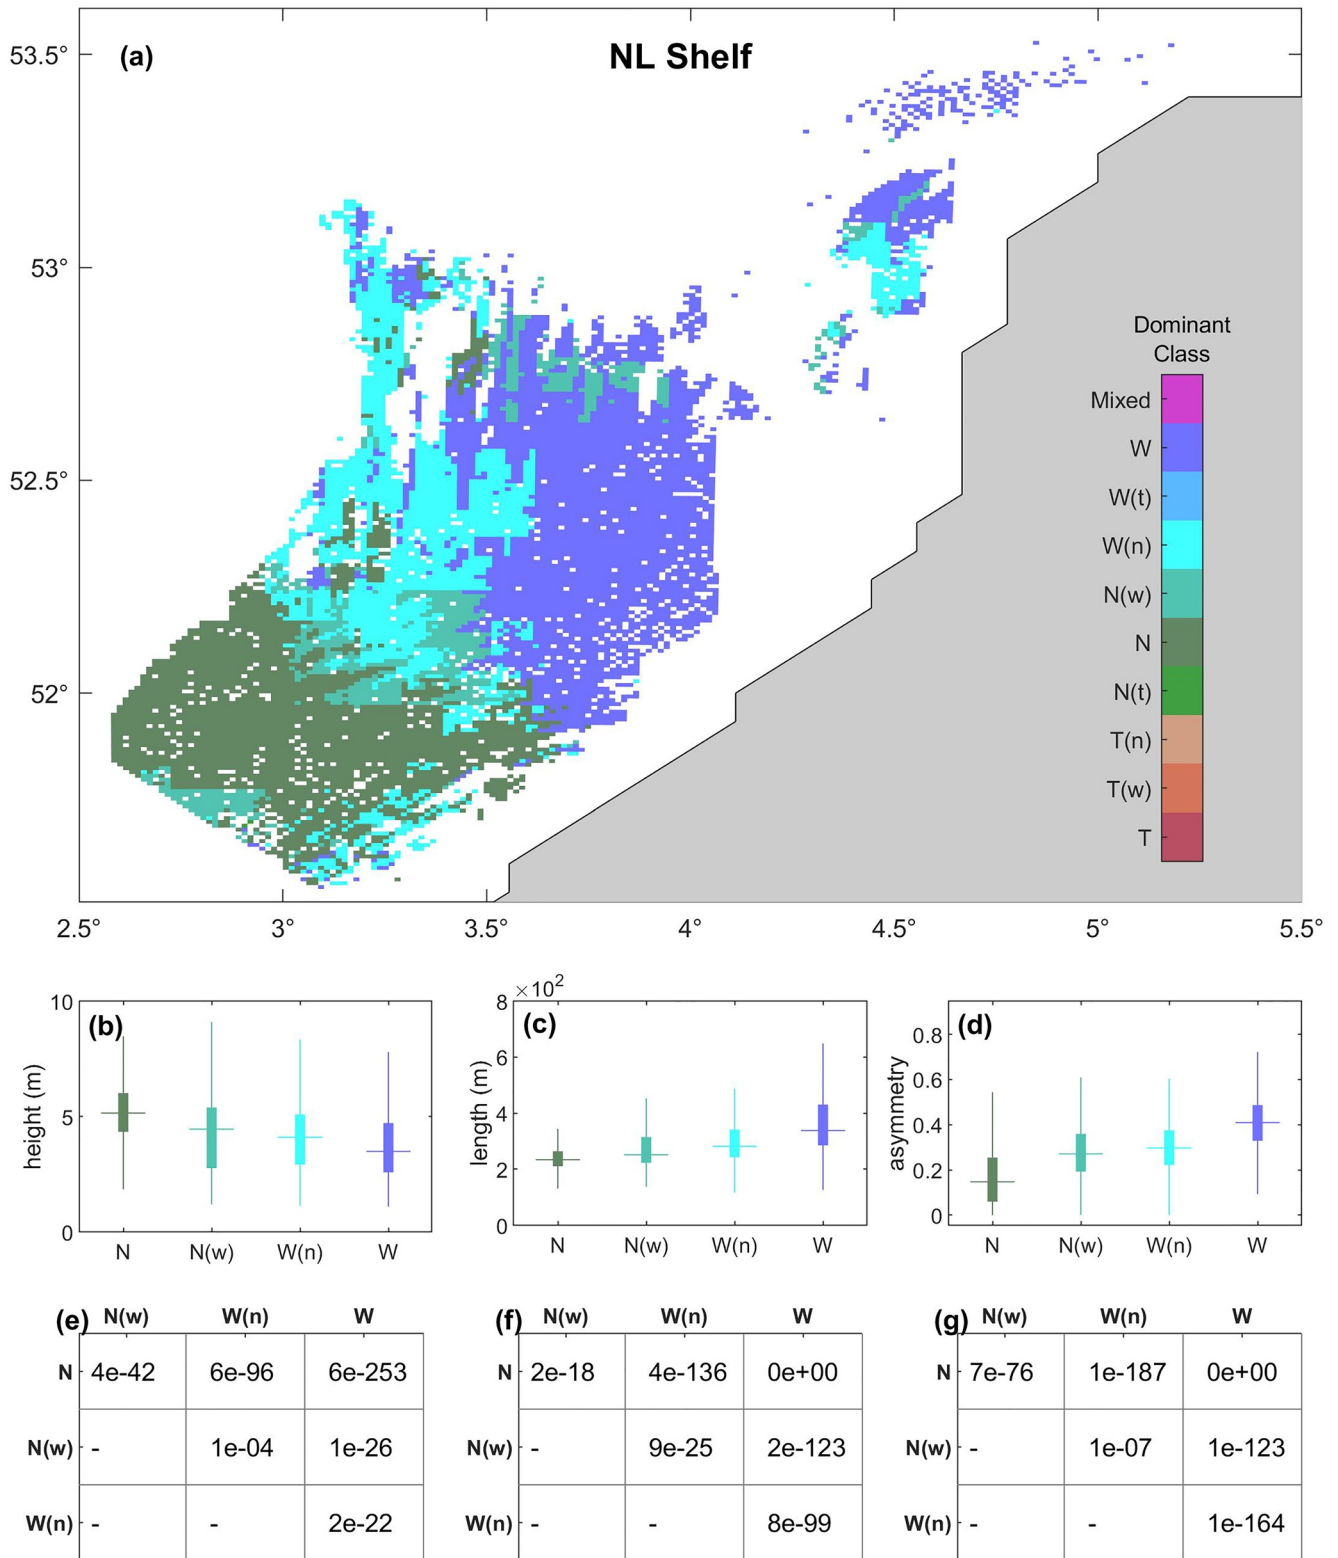 (a) NL Shelf
53.5°
53°
52.5°
52°
Dominant
Class
Mixed
W
W(t)
W(n)
N(w)
N
N(t)
T(n)
T(w)
T
2.5° 3° 3.5° 4° 4.5° 5° 5.5°
(b)
height (m)
10
5
0
N N(w) W(n) W
(c)
×10²
length (m)
8
6
4
2
0
N N(w) W(n) W
(d)
asymmetry
0.8
0.6
0.4
0.2
0
N N(w) W(n) W
(e) N(w) W(n) W
N 4e-42 6e-96 6e-253
N(w) - 1e-04 1e-26
W(n) - - 2e-22
(f) N(w) W(n) W
N 2e-18 4e-136 0e+00
N(w) - 9e-25 2e-123
W(n) - - 8e-99
(g) N(w) W(n) W
N 7e-76 1e-187 0e+00
N(w) - 1e-07 1e-123
W(n) - - 1e-164